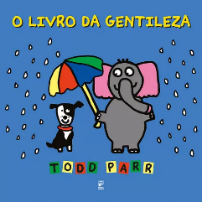 O LIVRO DA GENTILEZA
TODD PARR